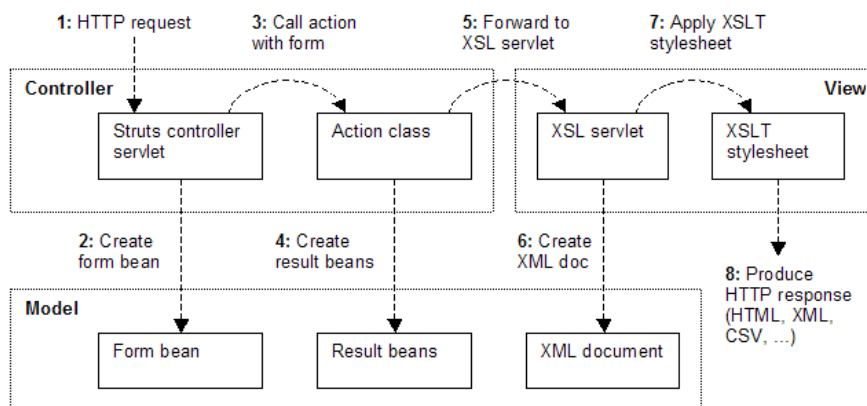 1: HTTP request
3: Call action
with form
5: Forward to
XSL servlet
7: Apply XSLT
stylesheet
Controller
View
Struts controller
servlet
Action class
XSL servlet
XSLT
stylesheet
2: Create
form bean
4: Create
result beans
6: Create
XML doc
8: Produce
HTTP response
(HTML, XML,
CSV, ...)
Model
Form bean
Result beans
XML document